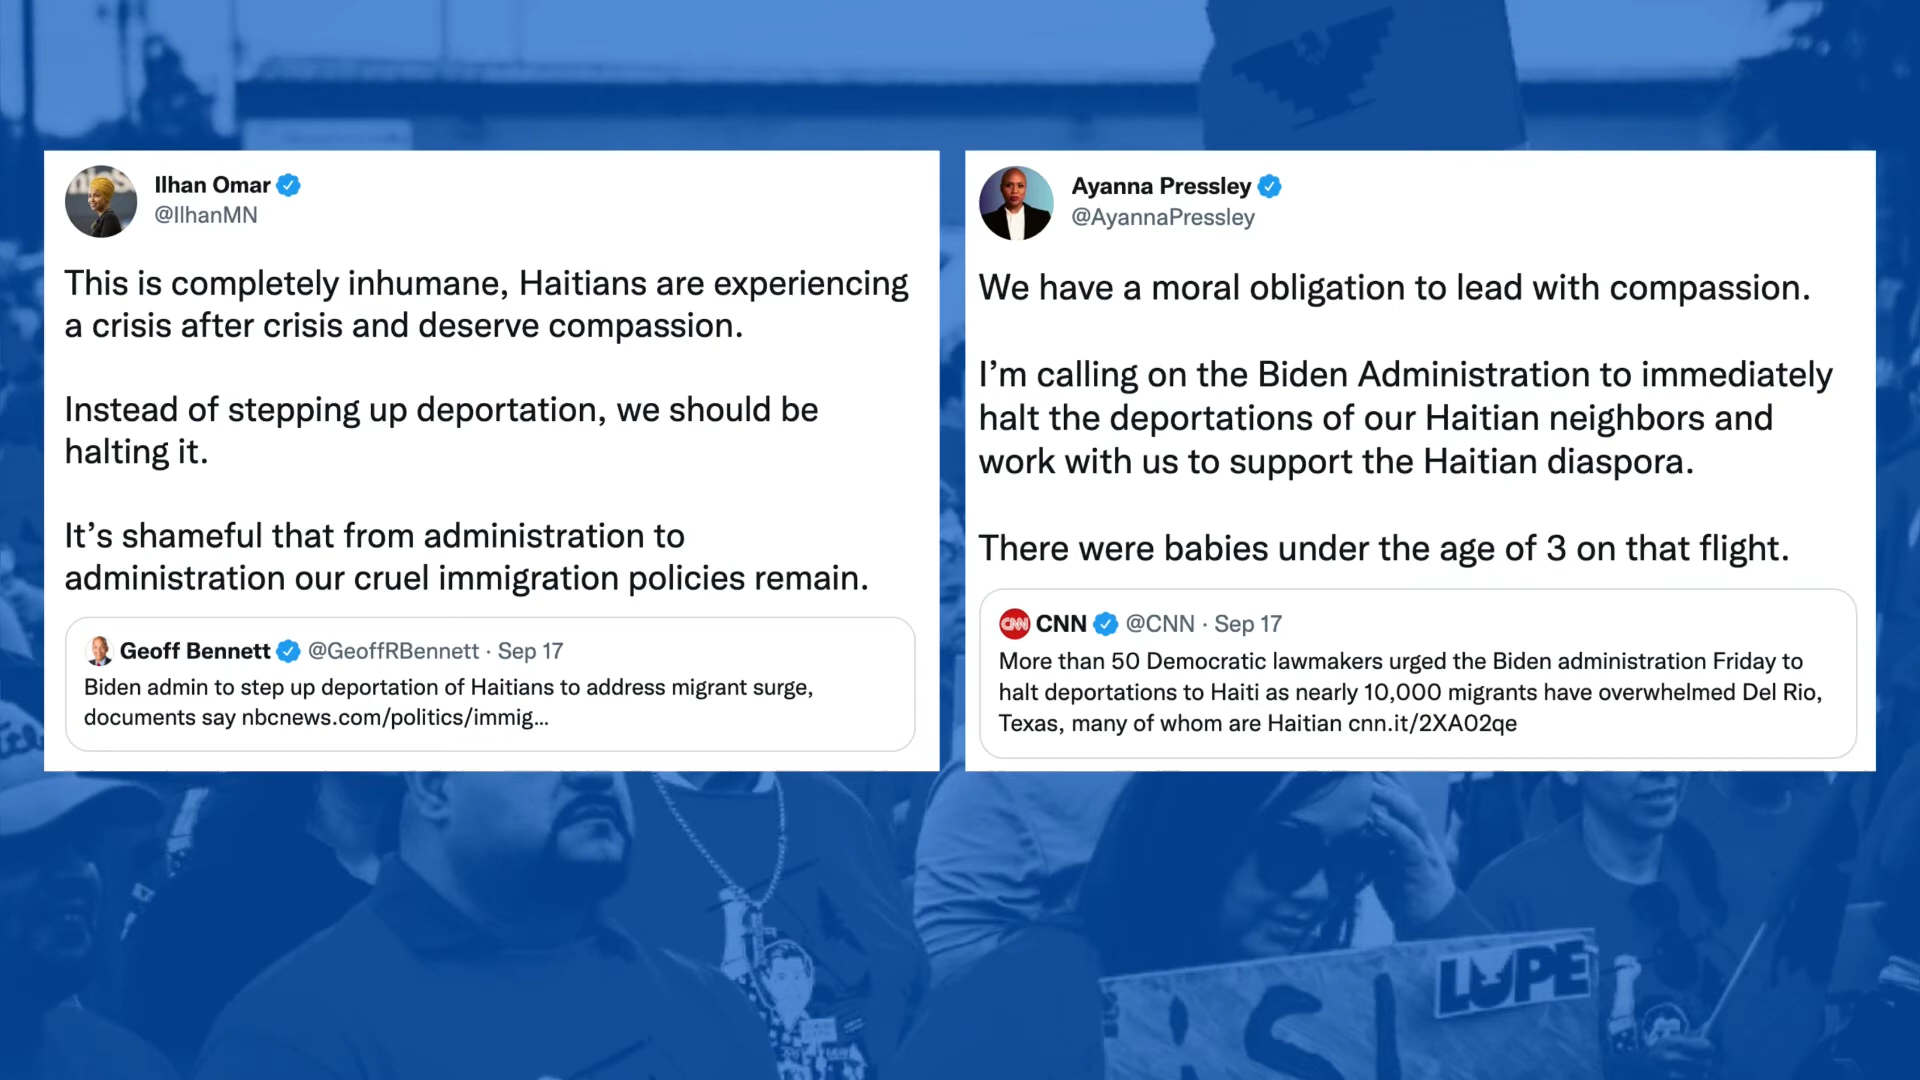 Ilhan Omar
@IlhanMN
This is completely inhumane, Haitians are experiencing
a crisis after crisis and deserve compassion.
Instead of stepping up deportation, we should be
halting it.
It’s shameful that from administration to
administration our cruel immigration policies remain.
Geoff Bennett @GeoffRBennett · Sep 17
Biden admin to step up deportation of Haitians to address migrant surge,
documents say nbcnews.com/politics/immig...
Ayanna Pressley
@AyannaPressley
We have a moral obligation to lead with compassion.
I’m calling on the Biden Administration to immediately
halt the deportations of our Haitian neighbors and
work with us to support the Haitian diaspora.
There were babies under the age of 3 on that flight.
CNN CNN @CNN · Sep 17
More than 50 Democratic lawmakers urged the Biden administration Friday to
halt deportations to Haiti as nearly 10,000 migrants have overwhelmed Del Rio,
Texas, many of whom are Haitian cnn.it/2XA02qe
LUPE